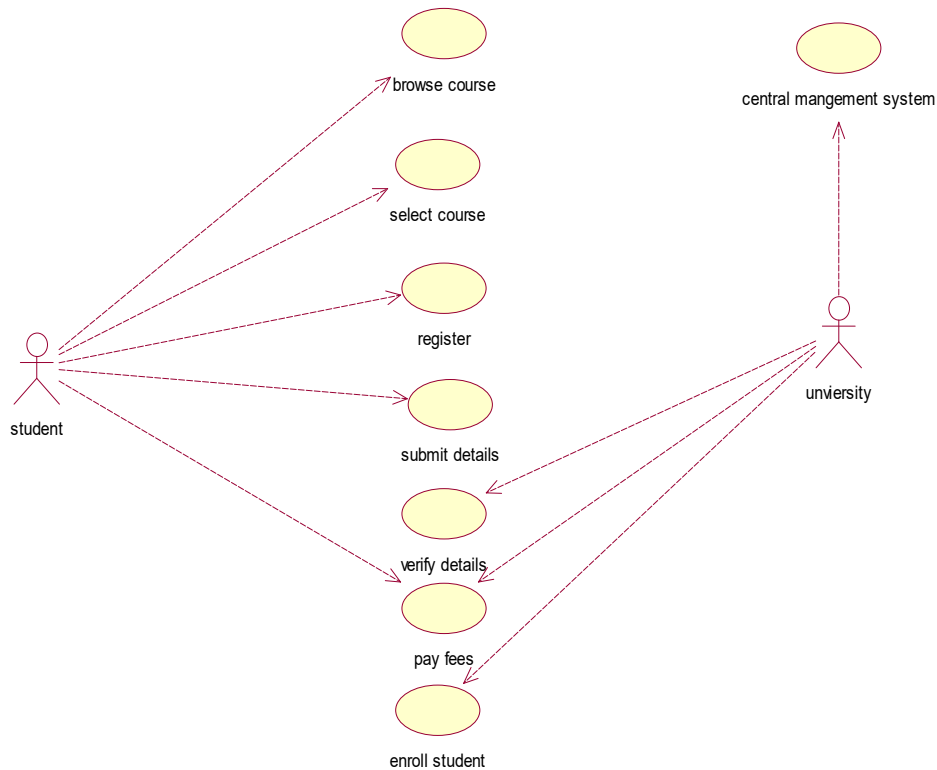 browse course
central mangement system
select course
register
unviersity
student
submit details
verify details
pay fees
enroll student